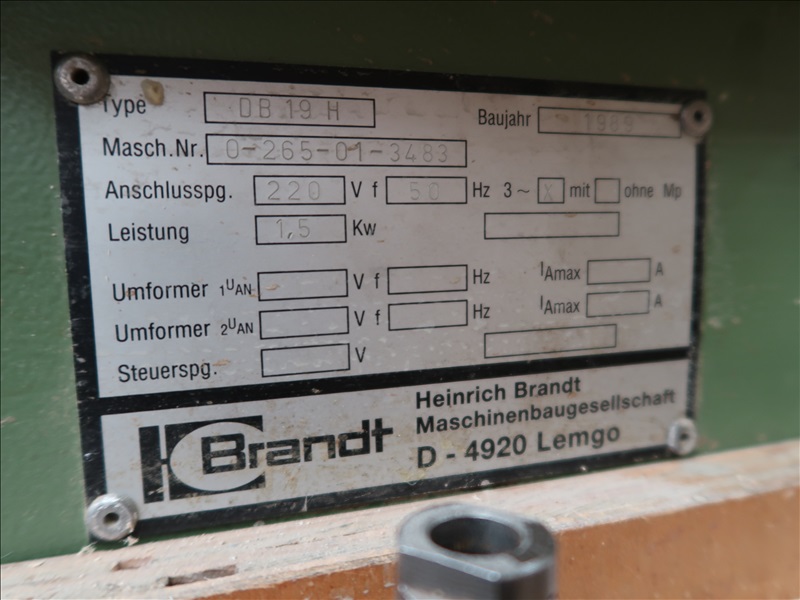 Type DB 19 H Baujahr 1989
Masch.Nr. 0-265-01-3483
Anschlusspg. 220 V f 50 Hz 3~ X mit ohne Mp
Leistung 1,5 Kw
Umformer 1UAN V f Hz IAmax A
Umformer 2UAN V f Hz IAmax A
Steuerspg. V
Brandt
Heinrich Brandt
Maschinenbaugesellschaft
D - 4920 Lemgo